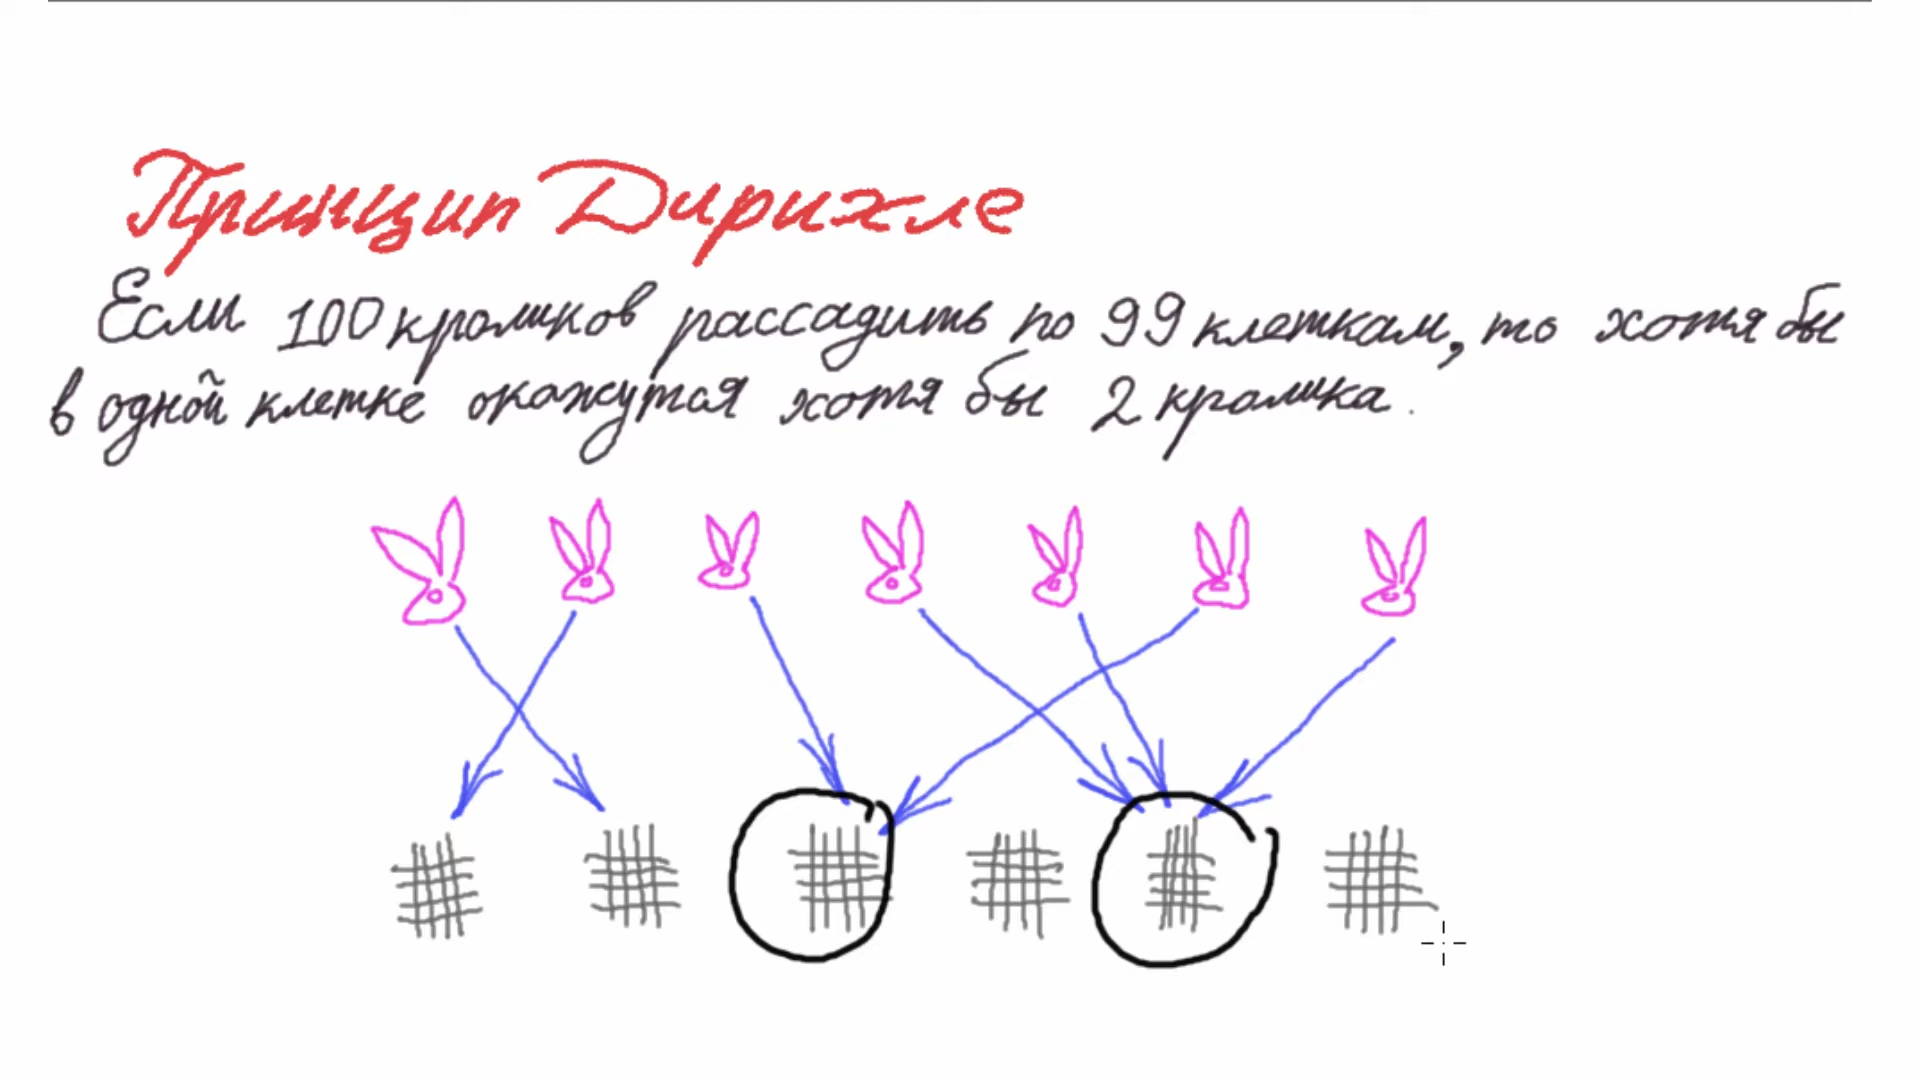 Принцип Дирихле
Если 100 кроликов рассадить по 99 клеткам, то хотя бы
в одной клетке окажутся хотя бы 2 кролика.